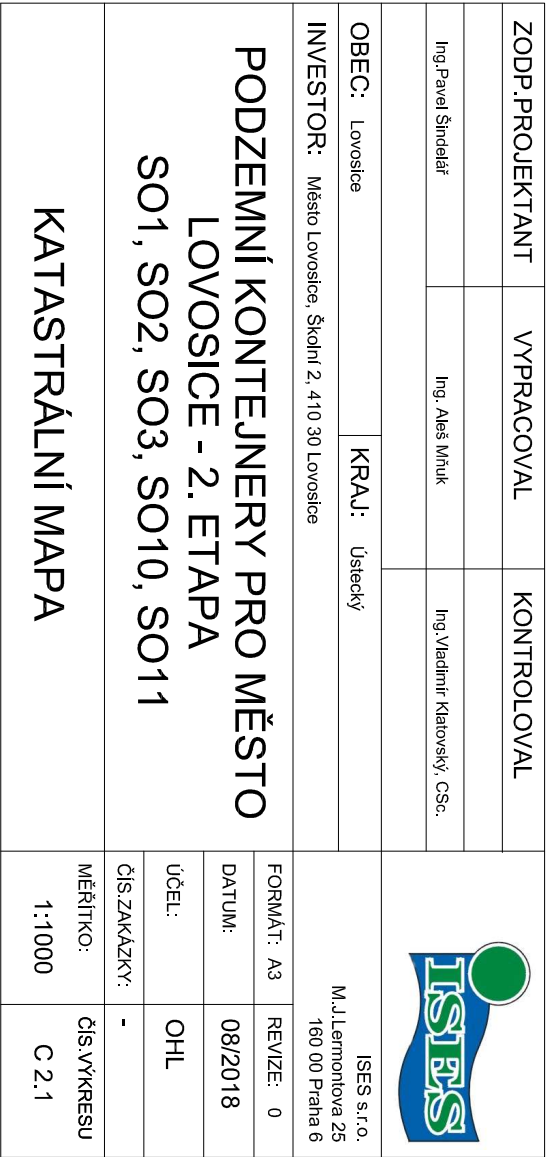 ZODP.PROJEKTANT VYPRACOVAL KONTROLOVAL
Ing.Pavel Šindelář Ing. Aleš Mňuk Ing.Vladimír Klatovský, CSc.
ISES
ISES s.r.o.
M.J.Lermontova 25
160 00 Praha 6
OBEC: Lovosice KRAJ: Ústecký
INVESTOR: Město Lovosice, Školní 2, 410 30 Lovosice
PODZEMNÍ KONTEJNERY PRO MĚSTO
LOVOSICE - 2. ETAPA
SO1, SO2, SO3, SO10, SO11
FORMÁT: A3 REVIZE: 0
DATUM: 08/2018
ÚČEL: OHL
ČÍS.ZAKÁZKY: -
KATASTRÁLNÍ MAPA
MĚŘÍTKO: ČÍS.VÝKRESU
1:1000 C 2.1